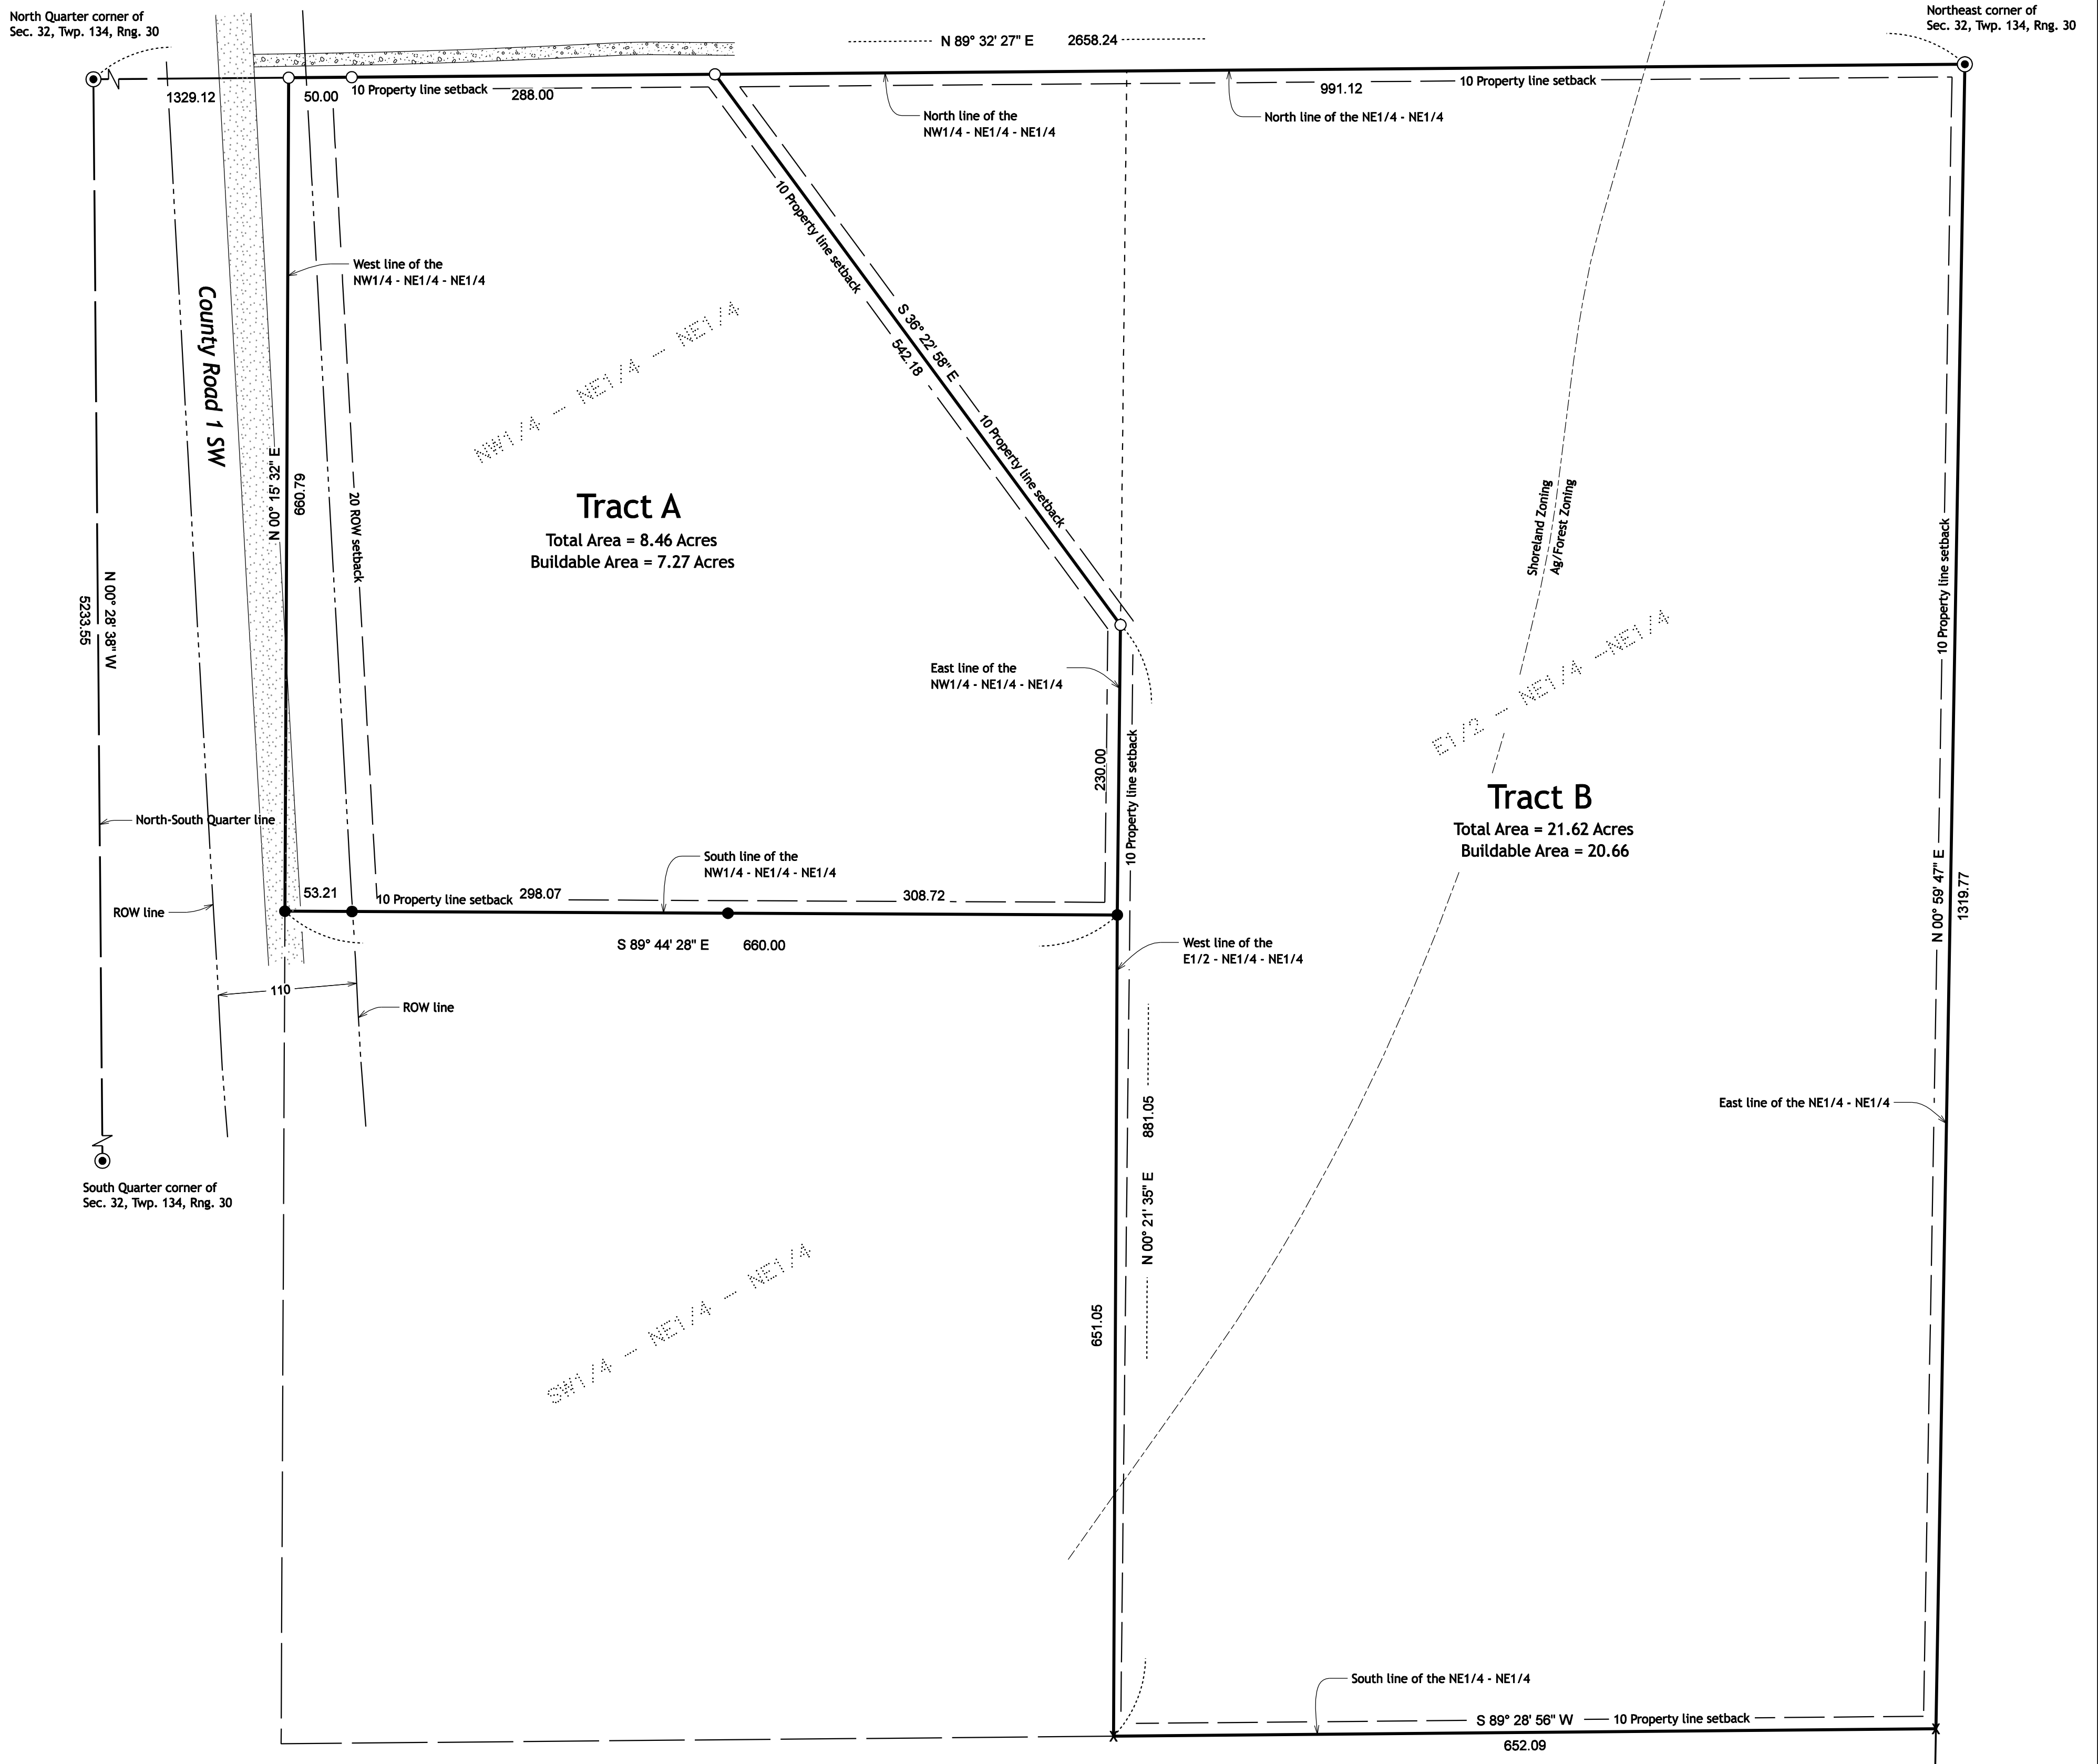 North Quarter corner of
Sec. 32, Twp. 134, Rng. 30
N 89° 32' 27" E 2658.24
Northeast corner of
Sec. 32, Twp. 134, Rng. 30
1329.12
50.00
10 Property line setback
288.00
991.12
10 Property line setback
North line of the
NW1/4 - NE1/4 - NE1/4
North line of the NE1/4 - NE1/4
West line of the
NW1/4 - NE1/4 - NE1/4
County Road 1 SW
N 00° 15' 32" E
660.79
20 ROW setback
NW1/4 - NE1/4 - NE1/4
10 Property line setback
S 36° 22' 58" E
542.18
10 Property line setback
Tract A
Total Area = 8.46 Acres
Buildable Area = 7.27 Acres
Shoreland Zoning
Ag/Forest Zoning
10 Property line setback
N 00° 28' 38" W
5233.55
East line of the
NW1/4 - NE1/4 - NE1/4
E1/2 - NE1/4 -NE1/4
230.00
10 Property line setback
Tract B
Total Area = 21.62 Acres
Buildable Area = 20.66
North-South Quarter line
South line of the
NW1/4 - NE1/4 - NE1/4
53.21
10 Property line setback
298.07
308.72
N 00° 59' 47" E
1319.77
ROW line
S 89° 44' 28" E 660.00
West line of the
E1/2 - NE1/4 - NE1/4
110
ROW line
881.05
East line of the NE1/4 - NE1/4
South Quarter corner of
Sec. 32, Twp. 134, Rng. 30
N 00° 21' 35" E
SW1/4 - NE1/4 - NE1/4
651.05
South line of the NE1/4 - NE1/4
S 89° 28' 56" W
10 Property line setback
652.09